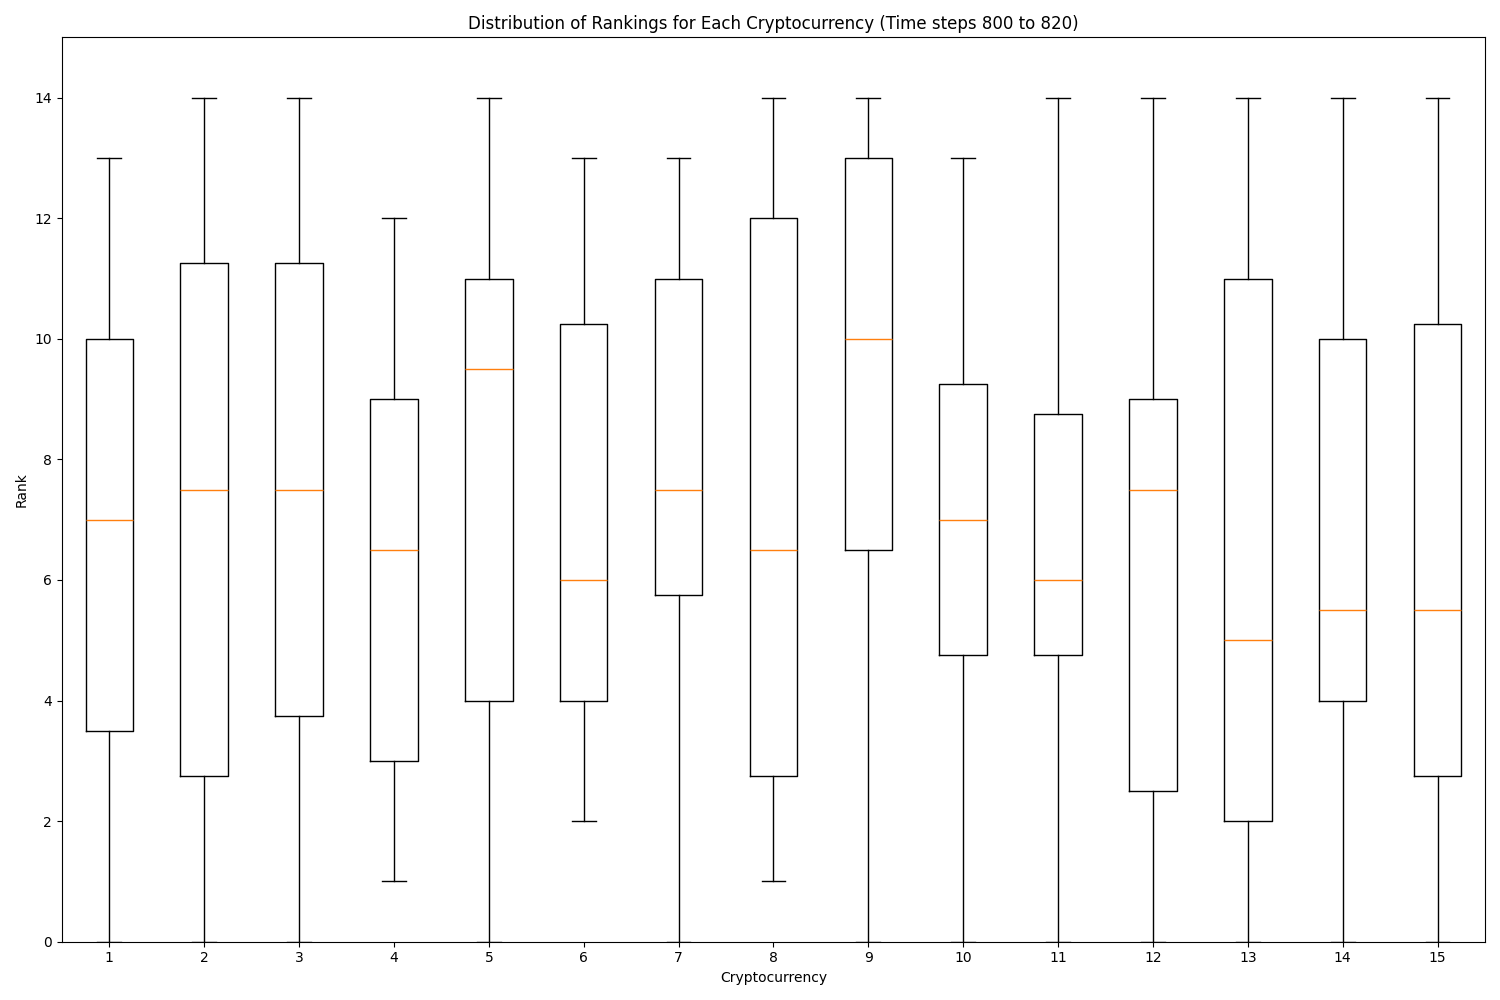 Distribution of Rankings for Each Cryptocurrency (Time steps 800 to 820)
14
12
10
8
6
4
2
0
Rank
1 2 3 4 5 6 7 8 9 10 11 12 13 14 15
Cryptocurrency